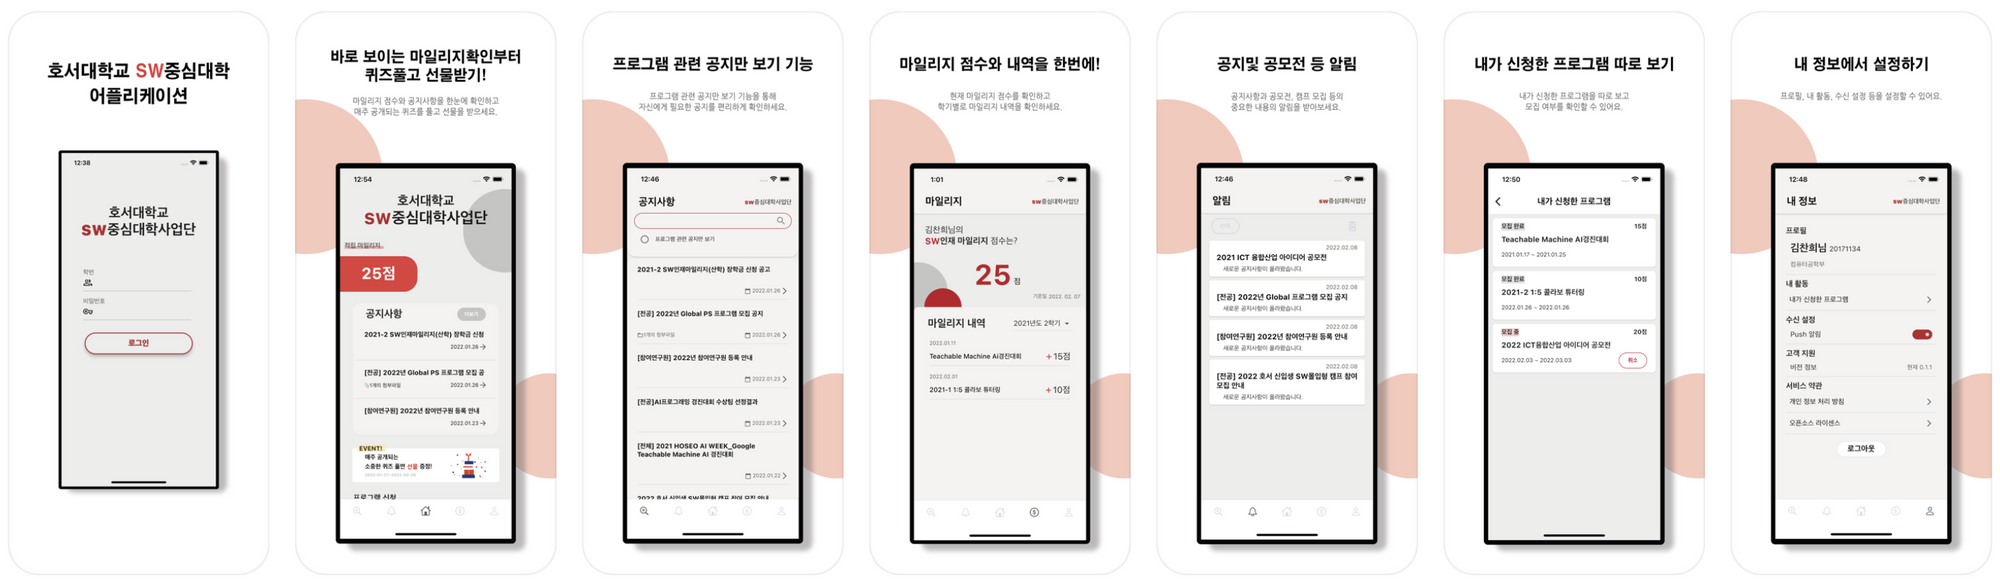 호서대학교 SW중심대학
어플리케이션
12:38
호서대학교
SW중심대학사업단
학번
비밀번호
로그인
바로 보이는 마일리지확인부터
퀴즈풀고 선물받기!
마일리지 점수와 공지사항을 한눈에 확인하고
매주 공개되는 퀴즈를 풀고 선물을 받으세요.
12:54
호서대학교
SW중심대학사업단
적립 마일리지
25점
공지사항
더보기
2021-2 SW인재마일리지(산학) 장학금 신청
2022.01.26
[전공] 2022년 Global PS 프로그램 모집 공
1개의 첨부파일
2022.01.26
[참여연구원] 2022년 참여연구원 등록 안내
2022.01.23
EVENT!
매주 공개되는
소중한 퀴즈 풀면 선물 증정!
프로그램 신청
프로그램 관련 공지만 보기 기능
프로그램 관련 공지만 보기 기능을 통해
자신에게 필요한 공지를 편리하게 확인하세요.
12:46
공지사항
SW중심대학사업단
프로그램 관련 공지만 보기
2021-2 SW인재마일리지(산학) 장학금 신청 공고
2022.01.26
[전공] 2022년 Global PS 프로그램 모집 공지
1개의 첨부파일
2022.01.26
[참여연구원] 2022년 참여연구원 등록 안내
2022.01.23
[전공]AI프로그래밍 경진대회 수상팀 선정결과
2022.01.23
[전체] 2021 HOSEO AI WEEK_Google
Teachable Machine AI 경진대회
2022.01.22
2022 호서 신입생 SW몰입형 캠프 참여 모집 안내
마일리지 점수와 내역을 한번에!
현재 마일리지 점수를 확인하고
학기별로 마일리지 내역을 확인하세요.
1:01
마일리지
SW중심대학사업단
김찬희님의
SW인재 마일리지 점수는?
25 점
기준일 2022. 02. 07
마일리지 내역
2021년도 2학기
2022.01.11
Teachable Machine Ai경진대회
+15점
2022.02.01
2021-1 1:5 콜라보 튜터링
+10점
공지및 공모전 등 알림
공지사항과 공모전, 캠프 모집 등의
중요한 내용의 알림을 받아보세요.
12:46
알림
SW중심대학사업단
2022.02.08
2021 ICT 융합산업 아이디어 공모전
새로운 공지사항이 올라왔습니다.
2022.02.08
[전공] 2022년 Global 프로그램 모집 공지
새로운 공지사항이 올라왔습니다.
2022.02.08
[참여연구원] 2022년 참여연구원 등록 안내
새로운 공지사항이 올라왔습니다.
2022.02.08
[전공] 2022 호서 신입생 SW몰입형 캠프 참여
모집 안내
새로운 공지사항이 올라왔습니다.
내가 신청한 프로그램 따로 보기
내가 신청한 프로그램을 따로 보고
모집 여부를 확인할 수 있어요.
12:50
내가 신청한 프로그램
모집 완료
15점
Teachable Machine AI경진대회
2021.01.17 ~ 2021.01.25
모집 완료
10점
2021-2 1:5 콜라보 튜터링
2022.01.26 ~ 2022.01.26
모집 중
20점
2022 ICT융합산업 아이디어 공모전
2022.02.03 ~ 2022.03.03
취소
내 정보에서 설정하기
프로필, 내 활동, 수신 설정 등을 설정할 수 있어요.
12:48
내 정보
SW중심대학사업단
프로필
김찬희님 20171134
컴퓨터공학부
내 활동
내가 신청한 프로그램
수신 설정
Push 알림
고객 지원
버전 정보
현재 0.1.1
서비스 약관
개인 정보 처리 방침
오픈소스 라이센스
로그아웃